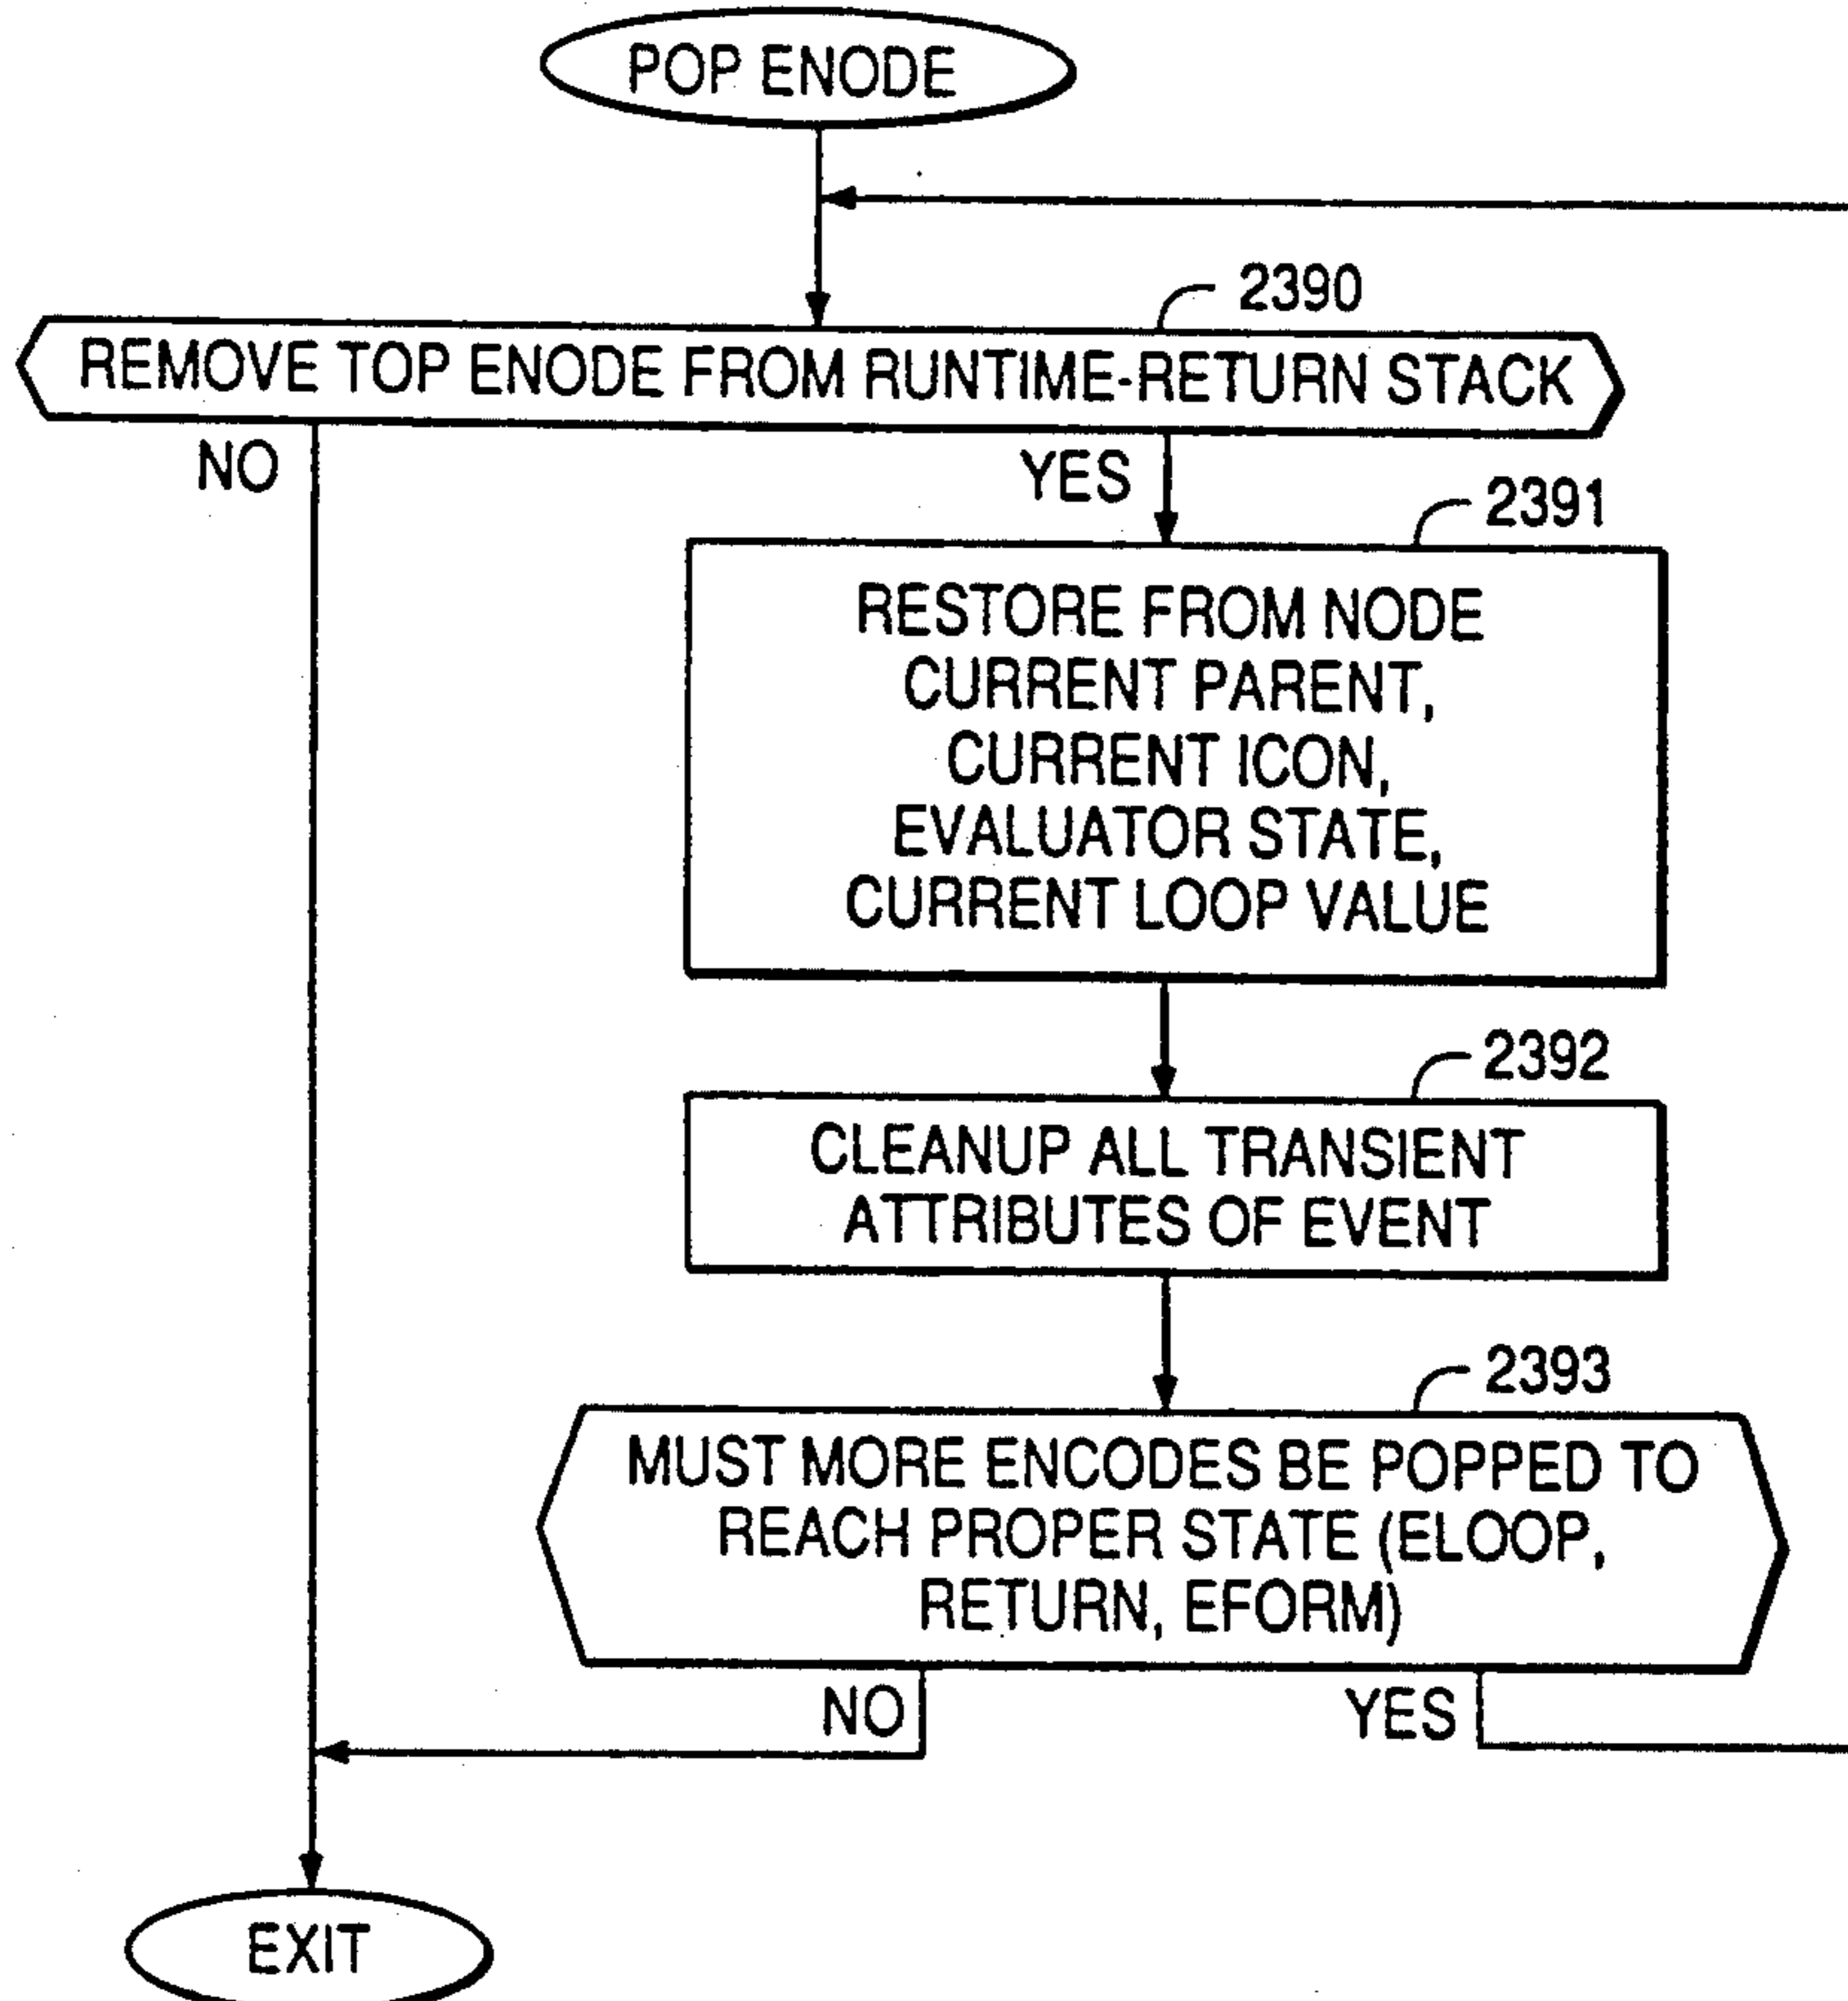 POP ENODE
2390
REMOVE TOP ENODE FROM RUNTIME-RETURN STACK
NO
YES
2391
RESTORE FROM NODE
CURRENT PARENT,
CURRENT ICON,
EVALUATOR STATE,
CURRENT LOOP VALUE
2392
CLEANUP ALL TRANSIENT
ATTRIBUTES OF EVENT
2393
MUST MORE ENCODES BE POPPED TO
REACH PROPER STATE (ELOOP,
RETURN, EFORM)
NO
YES
EXIT